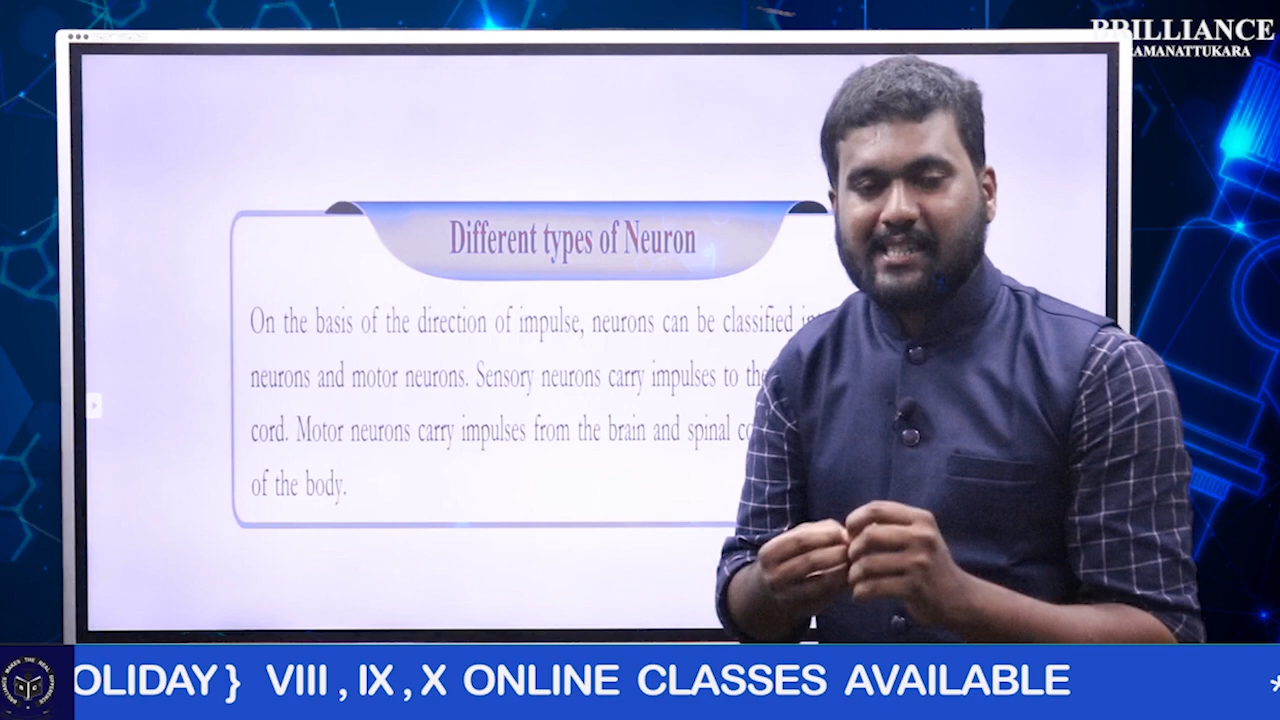 BRILLIANCE
RAMANATTUKARA
Different types of Neuron
On the basis of the direction of impulse, neurons can be classified
neurons and motor neurons. Sensory neurons carry impulses to the
cord. Motor neurons carry impulses from the brain and spinal
of the body.
OLIDAY } VIII , IX , X ONLINE CLASSES AVAILABLE